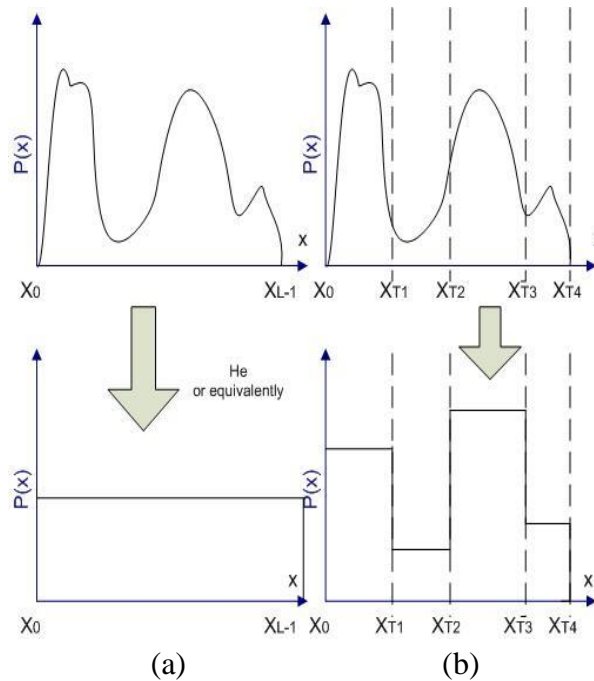 P(x)
x
X0
XL-1
P(x)
X0
XT1
XT2
XT3
XT4
He
or equivalently
P(x)
x
X0
XL-1
P(x)
x
X0
XT1
XT2
XT3
XT4
(a)
(b)